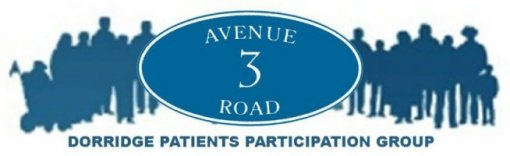 AVENUE
3
ROAD
DORRIDGE PATIENTS PARTICIPATION GROUP